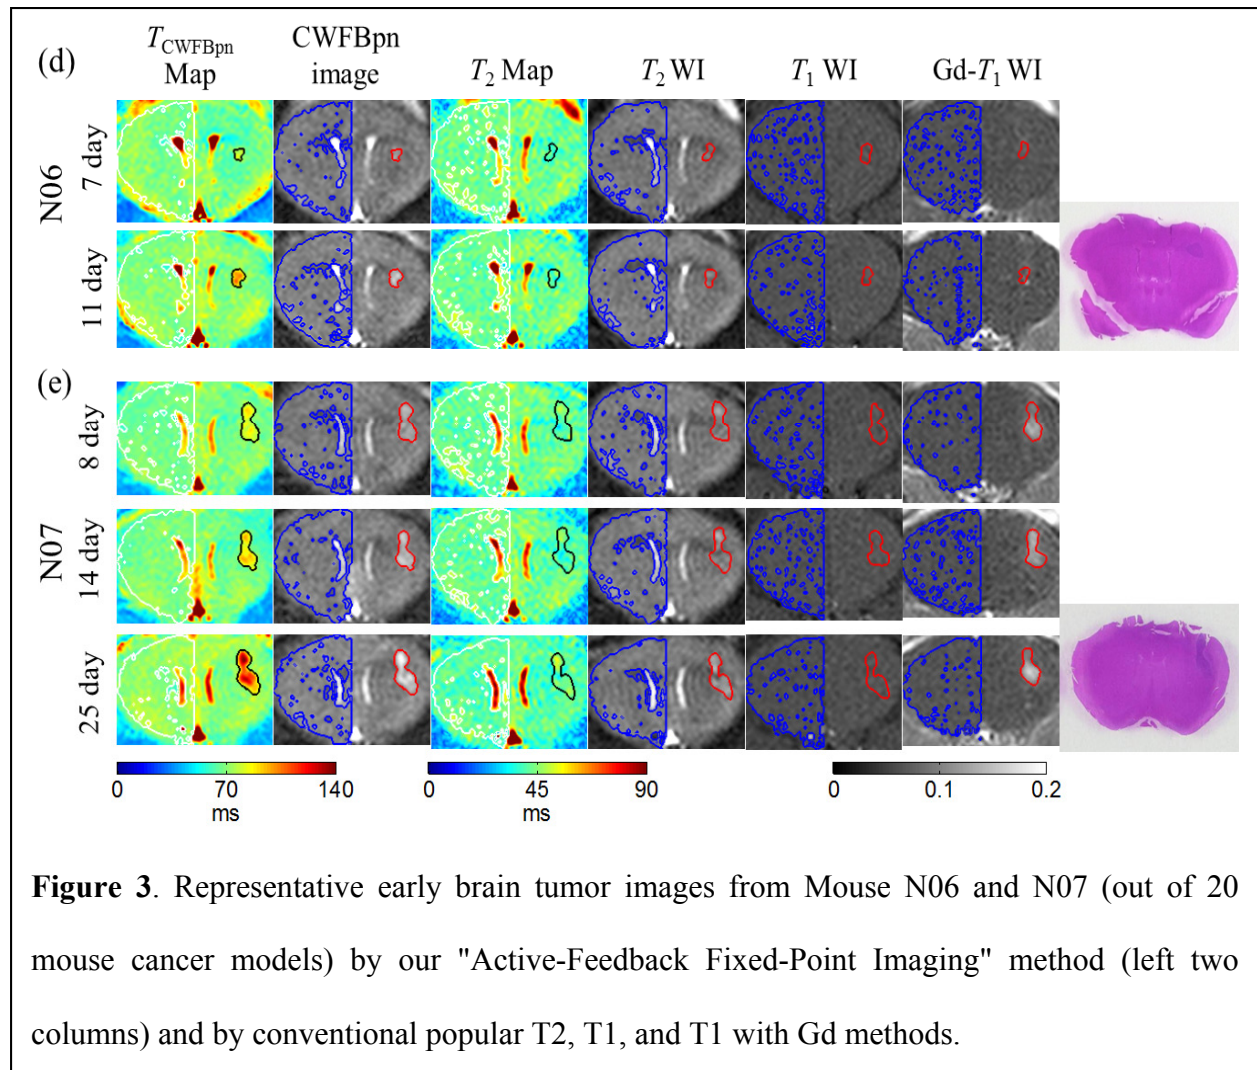 (d)
T_CWFBpn Map
CWFBpn image
T₂ Map
T₂ WI
T₁ WI
Gd-T₁ WI
N06
7 day
11 day
(e)
N07
8 day
14 day
25 day
0 70 140
ms
0 45 90
ms
0 0.1 0.2
Figure 3. Representative early brain tumor images from Mouse N06 and N07 (out of 20
mouse cancer models) by our "Active-Feedback Fixed-Point Imaging" method (left two
columns) and by conventional popular T2, T1, and T1 with Gd methods.